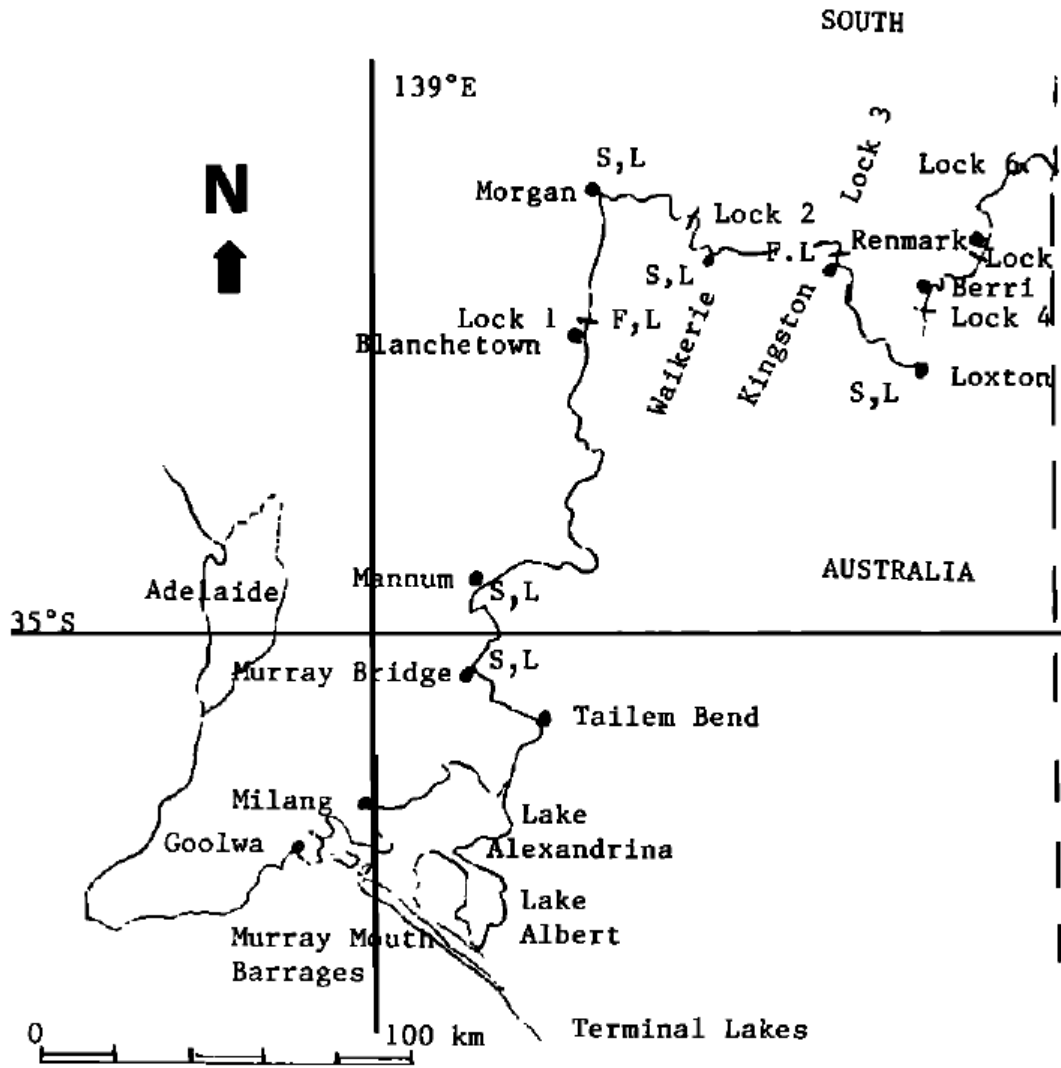 SOUTH
139°E
N
S,L
Morgan
Lock 3
Lock 6
Lock 2
F.L
Renmark
S,L
Lock
Berri
Lock 4
Lock 1
F,L
Blanchetown
Waikerie
Kingston
S,L
Loxton
Adelaide
Mannum
S,L
AUSTRALIA
35°S
Murray Bridge
S,L
Tailem Bend
Milang
Goolwa
Lake
Alexandrina
Lake
Albert
Murray Mouth
Barrages
0
100 km
Terminal Lakes